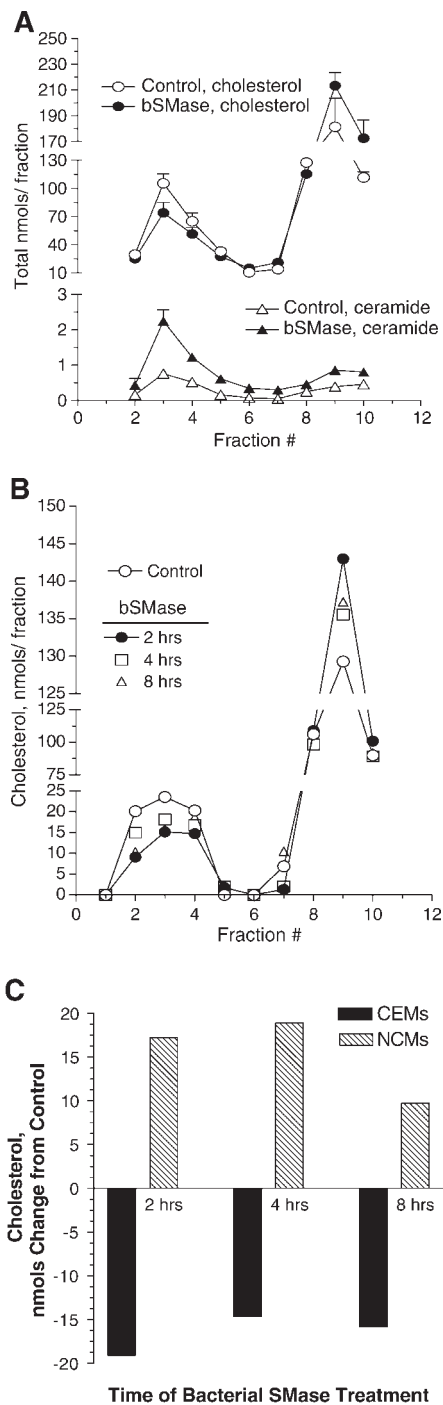 A
Control, cholesterol
bSMase, cholesterol
Total nmols/ fraction
250
230
210
190
170
130
100
70
40
10
Control, ceramide
bSMase, ceramide
3
2
1
0
0 2 4 6 8 10 12
Fraction #
B
Control
bSMase
2 hrs
4 hrs
8 hrs
Cholesterol, nmols/ fraction
150
145
140
135
130
125
125
100
75
25
20
15
10
5
0
0 2 4 6 8 10 12
Fraction #
C
CEMs
NCMs
Cholesterol,
nmols Change from Control
20
15
10
5
0
-5
-10
-15
-20
2 hrs 4 hrs 8 hrs
Time of Bacterial SMase Treatment